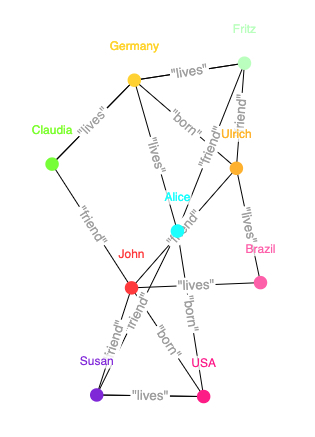 Fritz
Germany
"lives"
"born"
"friend"
Claudia
"lives"
Ulrich
"lives"
"friend"
Alice
"friend"
"friend"
"lives"
Brazil
John
"lives"
"born"
"friend"
"friend"
"born"
Susan
USA
"lives"